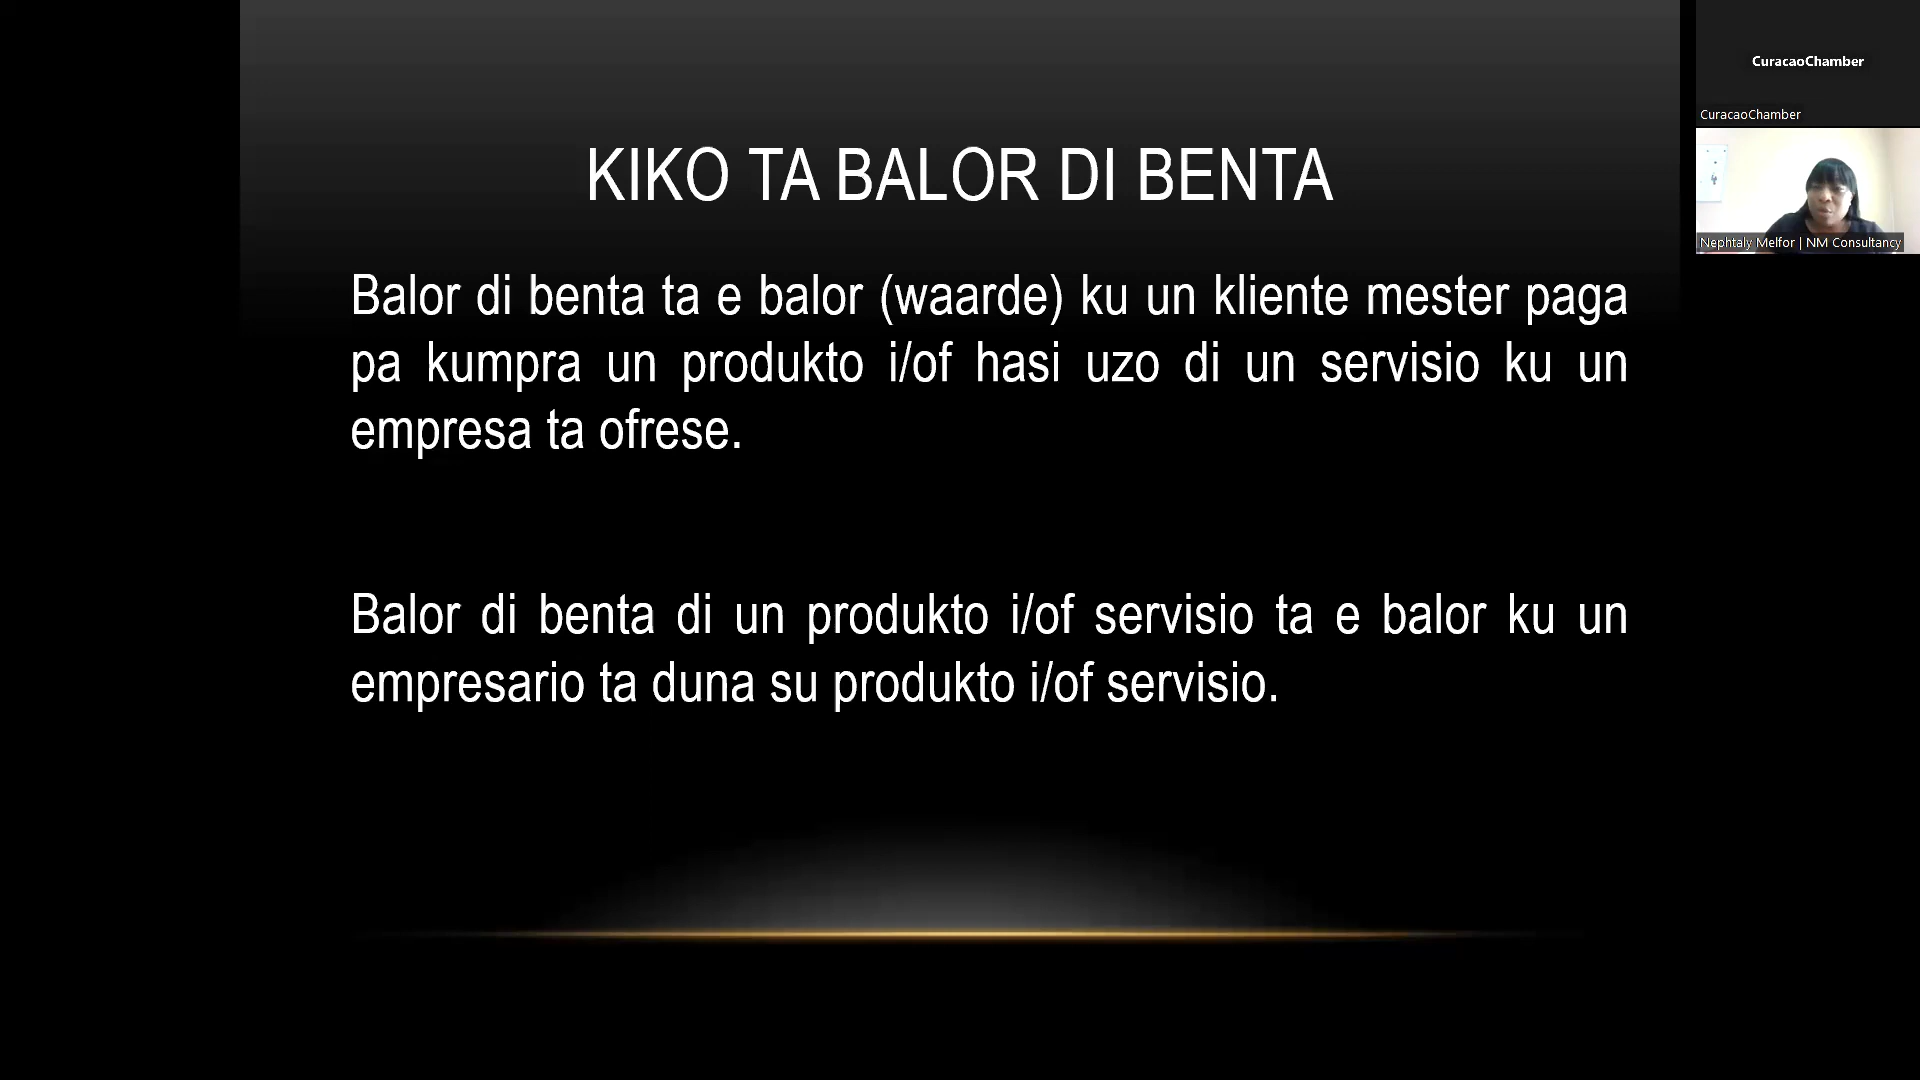 KIKO TA BALOR DI BENTA
Balor di benta ta e balor (waarde) ku un kliente mester paga
pa kumpra un produkto i/of hasi uzo di un servisio ku un
empresa ta ofrese.
Balor di benta di un produkto i/of servisio ta e balor ku un
empresario ta duna su produkto i/of servisio.
CuracaoChamber
CuracaoChamber
Nephtaly Melfor | NM Consultancy